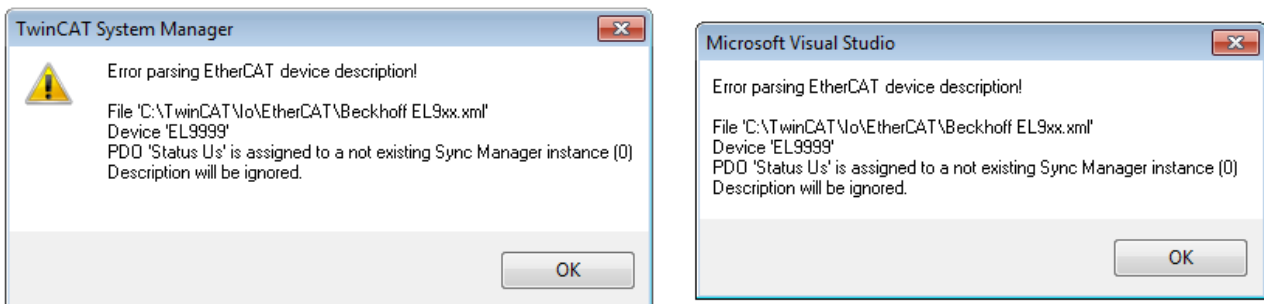 TwinCAT System Manager
Error parsing EtherCAT device description!
File 'C:\TwinCAT\Io\EtherCAT\Beckhoff EL9xx.xml'
Device 'EL9999'
PDO 'Status Us' is assigned to a not existing Sync Manager instance (0)
Description will be ignored.
OK
Microsoft Visual Studio
Error parsing EtherCAT device description!
File 'C:\TwinCAT\Io\EtherCAT\Beckhoff EL9xx.xml'
Device 'EL9999'
PDO 'Status Us' is assigned to a not existing Sync Manager instance (0)
Description will be ignored.
OK